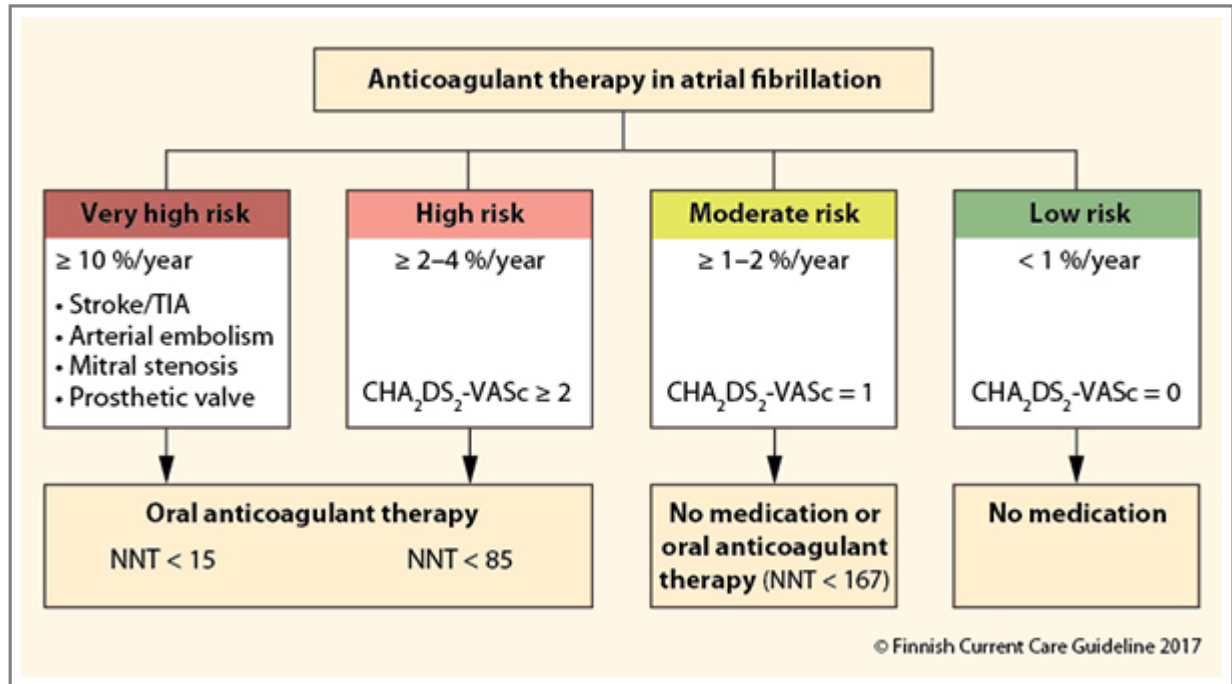 Anticoagulant therapy in atrial fibrillation
Very high risk
≥ 10 %/year
• Stroke/TIA
• Arterial embolism
• Mitral stenosis
• Prosthetic valve
High risk
≥ 2–4 %/year
CHA₂DS₂-VASc ≥ 2
Moderate risk
≥ 1–2 %/year
CHA₂DS₂-VASc = 1
Low risk
< 1 %/year
CHA₂DS₂-VASc = 0
Oral anticoagulant therapy
NNT < 15 NNT < 85
No medication or
oral anticoagulant
therapy (NNT < 167)
No medication
© Finnish Current Care Guideline 2017